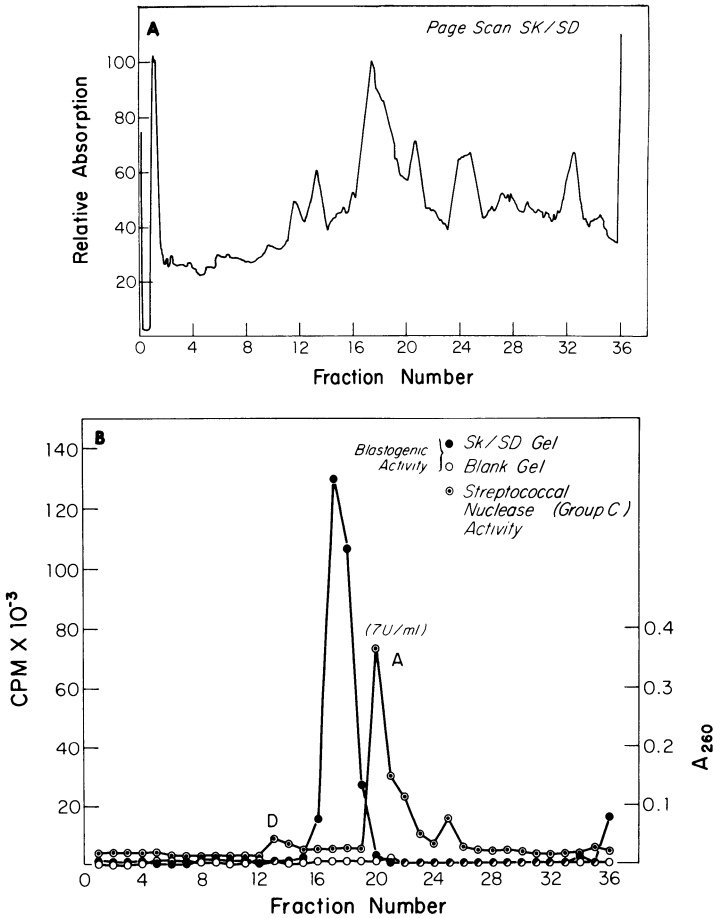 A
Page Scan SK/SD
Relative Absorption
100
80
60
40
20
0 4 8 12 16 20 24 28 32 36
Fraction Number
B
Blastogenic Activity
Sk/SD Gel
Blank Gel
Streptococcal
Nuclease (Group C)
Activity
CPM X 10⁻³
140
120
100
80
60
40
20
0
(7U/ml)
A
D
0.4
0.3
0.2
0.1
A₂₆₀
0 4 8 12 16 20 24 28 32 36
Fraction Number